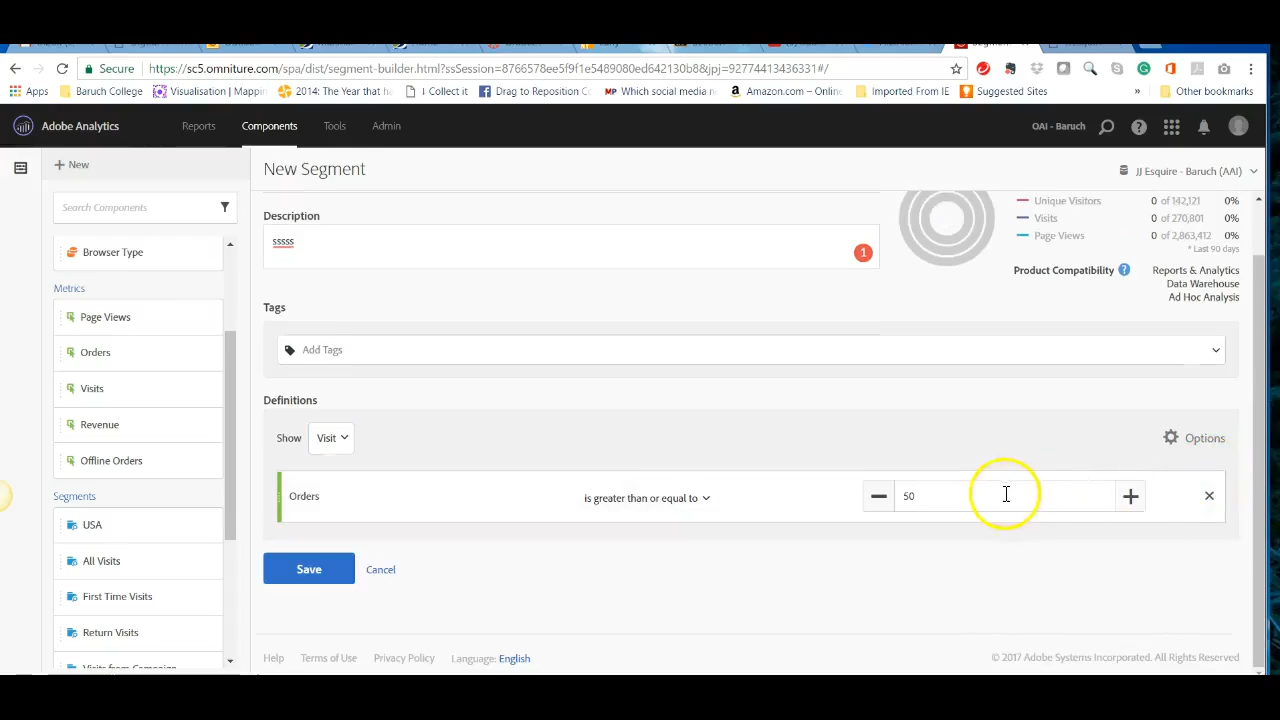 Secure
https://sc5.omniture.com/spa/dist/segment-builder.html?ssSession=8766578ee5f9f1e5489080ed642130b8&jpj=92774413436331#/
Apps
Baruch College
Visualisation | Mappin
2014: The Year that ha
I Collect it
Drag to Reposition Co
MP Which social media ne
Amazon.com – Online
Imported From IE
Suggested Sites
»
Other bookmarks
Adobe Analytics
Reports
Components
Tools
Admin
OAI - Baruch
+ New
New Segment
JJ Esquire - Baruch (AAI)
Search Components
Browser Type
Metrics
Page Views
Orders
Visits
Revenue
Offline Orders
Segments
USA
All Visits
First Time Visits
Return Visits
Visits from Campaign
Description
sssss
1
Unique Visitors 0 of 142,121 0%
Visits 0 of 270,801 0%
Page Views 0 of 2,863,412 0%
* Last 90 days
Product Compatibility ? Reports & Analytics
Data Warehouse
Ad Hoc Analysis
Tags
Add Tags
Definitions
Show Visit
Options
Orders is greater than or equal to 50
Save Cancel
Help Terms of Use Privacy Policy Language: English
© 2017 Adobe Systems Incorporated. All Rights Reserved